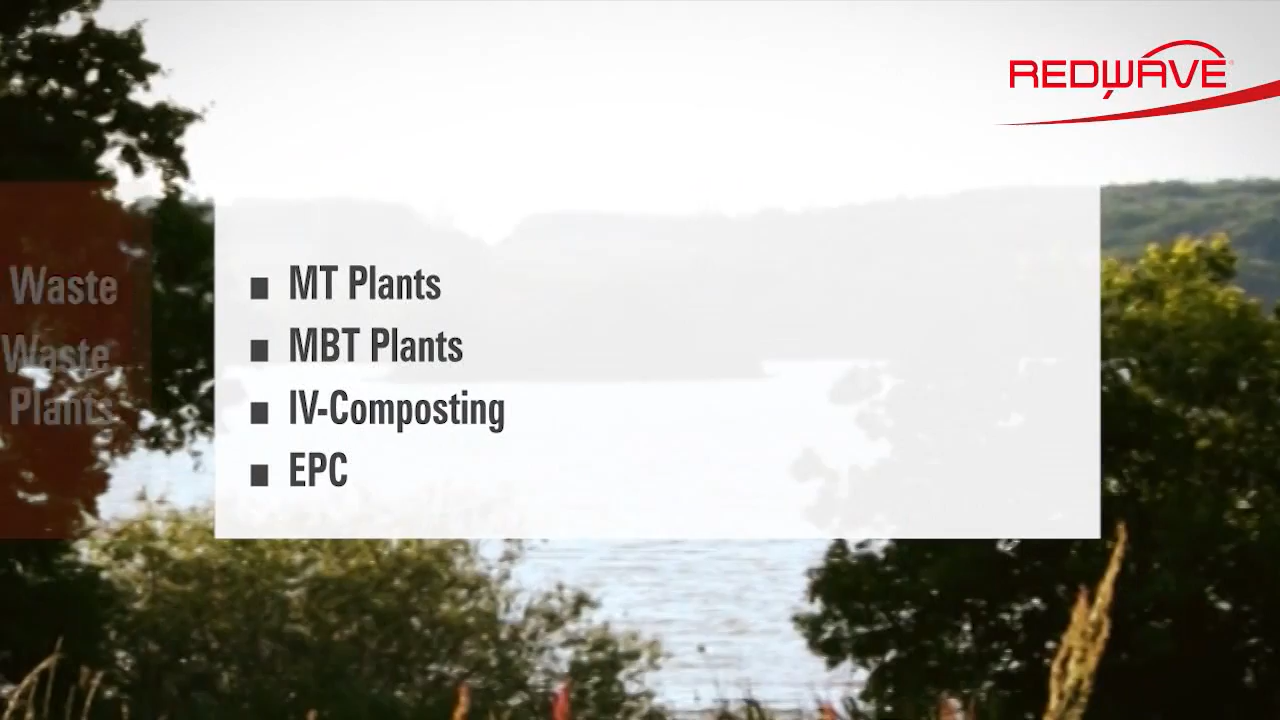 REDWAVE
Waste
Waste
Plants
MT Plants
MBT Plants
IV-Composting
EPC